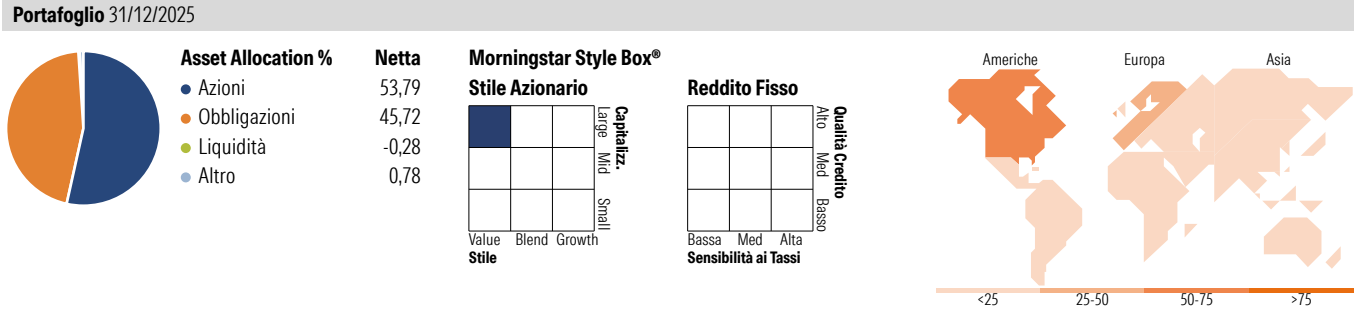 Portafoglio 31/12/2025
Asset Allocation % Netta
Azioni 53,79
Obbligazioni 45,72
Liquidità -0,28
Altro 0,78
Morningstar Style Box®
Stile Azionario
Large Mid Small
Capitalizz.
Value Blend Growth
Stile
Reddito Fisso
Alto Med Basso
Qualità Credito
Bassa Med Alta
Sensibilità ai Tassi
Americhe Europa Asia
<25 25-50 50-75 >75